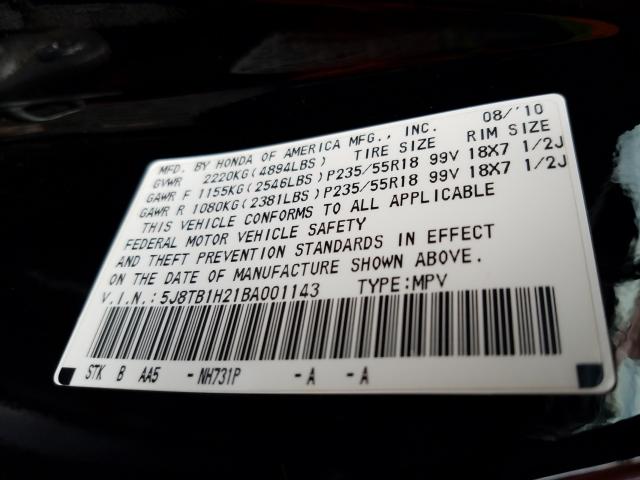 MFD. BY HONDA OF AMERICA MFG., INC. 08/'10
GVWR 2220KG(4894LBS) TIRE SIZE RIM SIZE
GAWR F 1155KG(2546LBS)P235/55R18 99V 18X7 1/2J
GAWR R 1080KG(2381LBS)P235/55R18 99V 18X7 1/2J
THIS VEHICLE CONFORMS TO ALL APPLICABLE
FEDERAL MOTOR VEHICLE SAFETY
AND THEFT PREVENTION STANDARDS IN EFFECT
ON THE DATE OF MANUFACTURE SHOWN ABOVE.
V.I.N.:5J8TB1H21BA001143 TYPE:MPV
STK B AA5 -NH731P -A -A